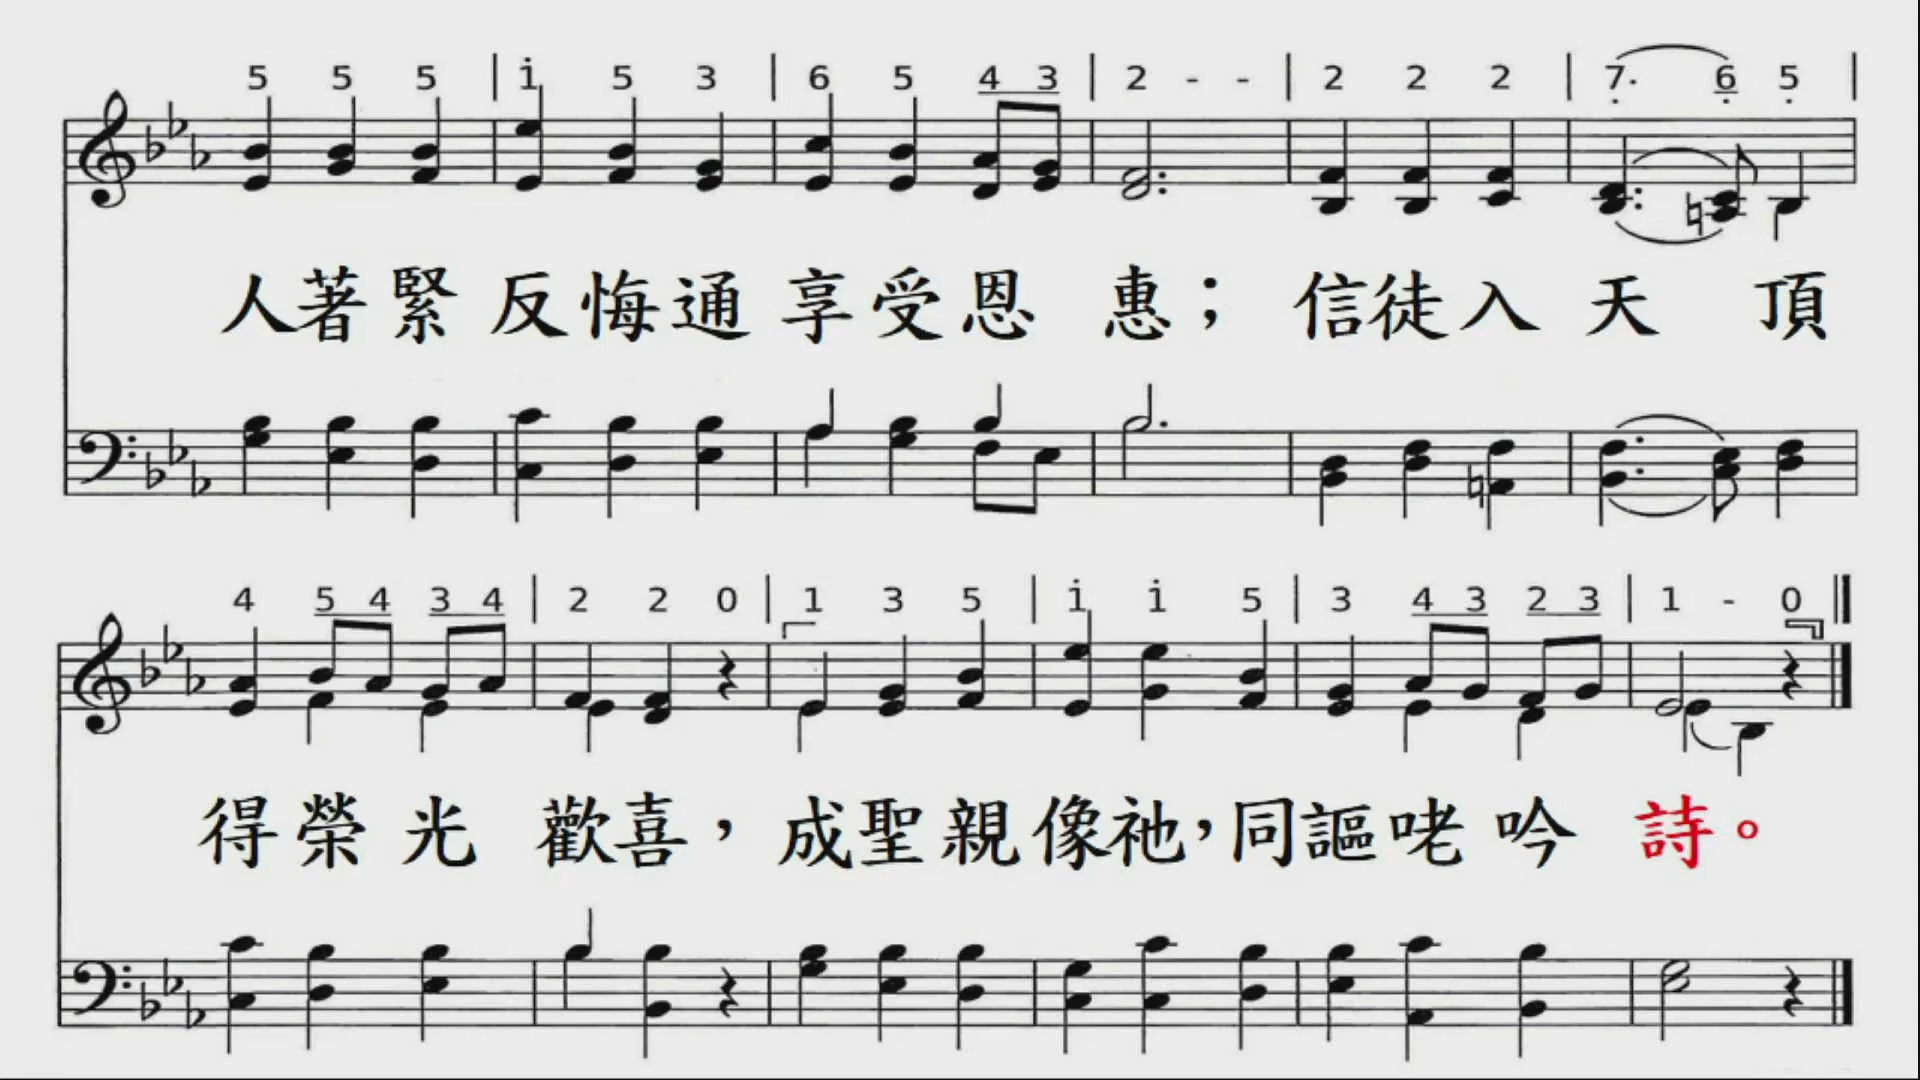 5 5 5 | i 5 3 | 6 5 4 3 | 2 - - | 2 2 2 | 7. 6 5 |
人著緊反悔通享受恩惠；信徒入天頂
4 5 4 3 4 | 2 2 0 | 1 3 5 | i i 5 | 3 4 3 2 3 | 1 - 0 ‖
得榮光歡喜，成聖親像祂，同謳咾吟詩。